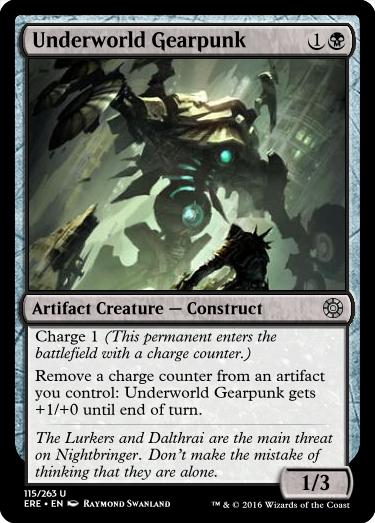 Underworld Gearpunk 1
Artifact Creature — Construct
Charge 1 (This permanent enters the
battlefield with a charge counter.)
Remove a charge counter from an artifact
you control: Underworld Gearpunk gets
+1/+0 until end of turn.
The Lurkers and Dalthrai are the main threat
on Nightbringer. Don't make the mistake of
thinking that they are alone.
1/3
115/263 U
ERE • EN RAYMOND SWANLAND
™ & © 2016 Wizards of the Coast